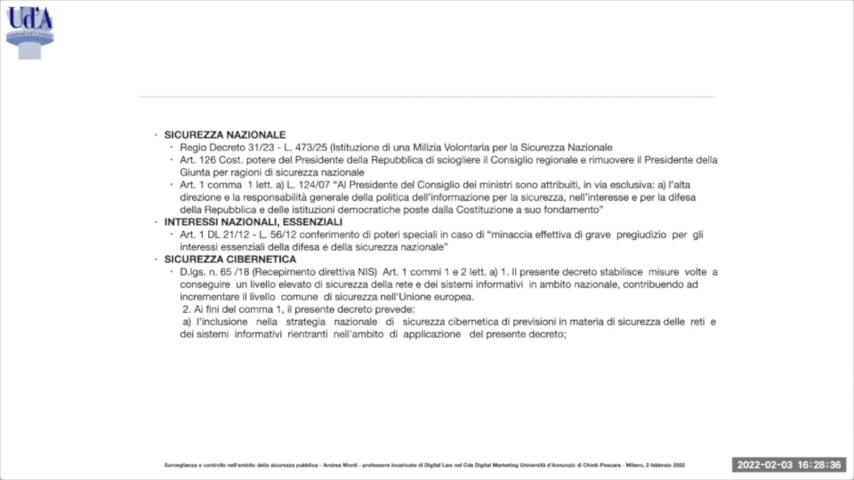 Ud'A
· SICUREZZA NAZIONALE
· Regio Decreto 31/23 - L. 473/25 (Istituzione di una Milizia Volontaria per la Sicurezza Nazionale
· Art. 126 Cost. potere del Presidente della Repubblica di sciogliere il Consiglio regionale e rimuovere il Presidente della
Giunta per ragioni di sicurezza nazionale
· Art. 1 comma 1 lett. a) L. 124/07 “Al Presidente del Consiglio dei ministri sono attribuiti, in via esclusiva: a) l'alta
direzione e la responsabilità generale della politica dell'informazione per la sicurezza, nell'interesse e per la difesa
della Repubblica e delle istituzioni democratiche poste dalla Costituzione a suo fondamento”
· INTERESSI NAZIONALI, ESSENZIALI
· Art. 1 DL 21/12 - L. 56/12 conferimento di poteri speciali in caso di “minaccia effettiva di grave pregiudizio per gli
interessi essenziali della difesa e della sicurezza nazionale”
· SICUREZZA CIBERNETICA
· D.lgs. n. 65 /18 (Recepimento direttiva NIS) Art. 1 commi 1 e 2 lett. a) 1. Il presente decreto stabilisce misure volte a
conseguire un livello elevato di sicurezza della rete e dei sistemi informativi in ambito nazionale, contribuendo ad
incrementare il livello comune di sicurezza nell'Unione europea.
2. Ai fini del comma 1, il presente decreto prevede:
a) l'inclusione nella strategia nazionale di sicurezza cibernetica di previsioni in materia di sicurezza delle reti e
dei sistemi informativi rientranti nell'ambito di applicazione del presente decreto;
Sorveglianza e controllo nell'ambito della sicurezza pubblica - Andrea Monti - professore incaricato di Digital Law nel Cds Digital Marketing Università d'Annunzio di Chieti-Pescara - Milano, 2 febbraio 2022
2022-02-03 16:28:36